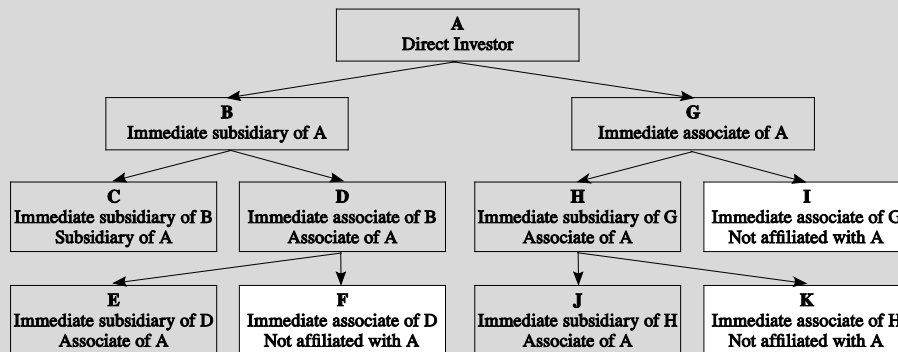 A
Direct Investor
B
Immediate subsidiary of A
G
Immediate associate of A
C
Immediate subsidiary of B
Subsidiary of A
D
Immediate associate of B
Associate of A
H
Immediate subsidiary of G
Associate of A
I
Immediate associate of G
Not affiliated with A
E
Immediate subsidiary of D
Associate of A
F
Immediate associate of D
Not affiliated with A
J
Immediate subsidiary of H
Associate of A
K
Immediate associate of H
Not affiliated with A